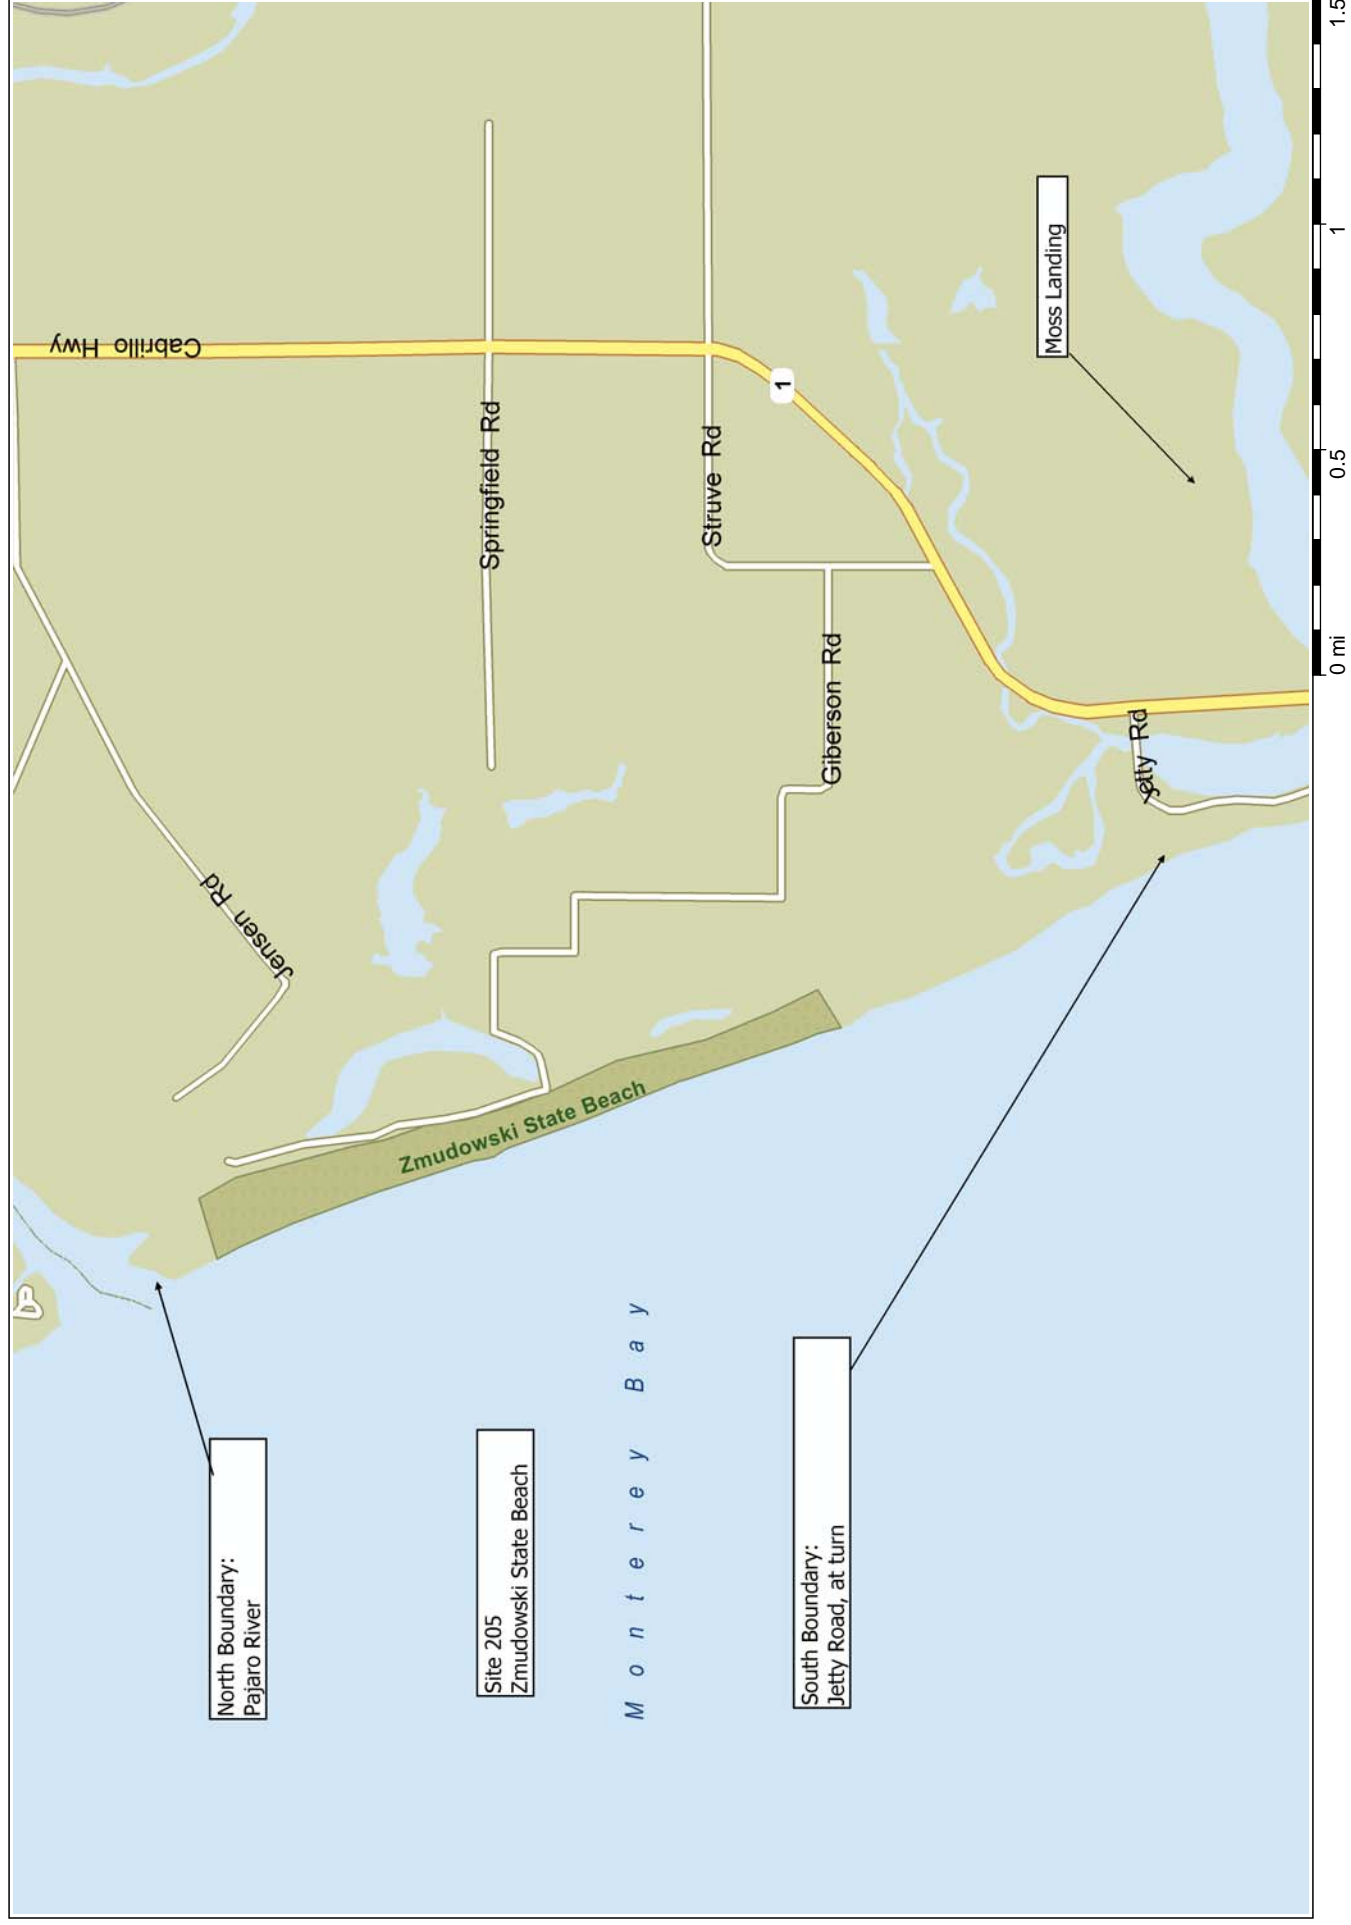 Cabrillo Hwy
Springfield Rd
Struve Rd
1
Jensen Rd
Giberson Rd
Jetty Rd
Moss Landing
Zmudowski State Beach
North Boundary:
Pajaro River
Site 205
Zmudowski State Beach
Monterey Bay
South Boundary:
Jetty Road, at turn
0 mi
0.5
1
1.5